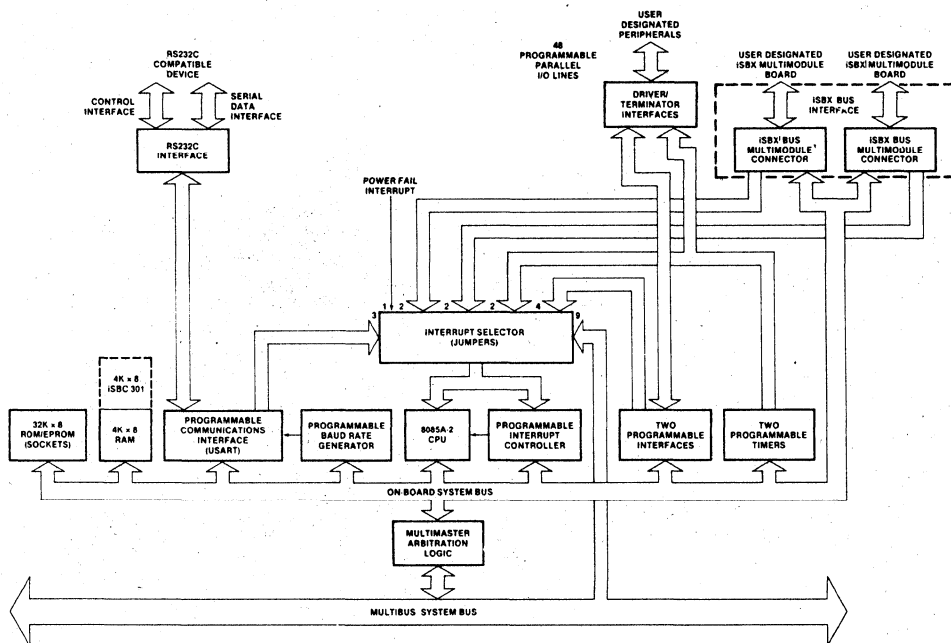 RS232C
COMPATIBLE
DEVICE
CONTROL
INTERFACE
SERIAL
DATA
INTERFACE
RS232C
INTERFACE
48
PROGRAMMABLE
PARALLEL
I/O LINES
USER
DESIGNATED
PERIPHERALS
DRIVER/
TERMINATOR
INTERFACES
USER DESIGNATED
iSBX MULTIMODULE
BOARD
USER DESIGNATED
iSBX MULTIMODULE
BOARD
iSBX BUS
INTERFACE
iSBX BUS
MULTIMODULE
CONNECTOR
iSBX BUS
MULTIMODULE
CONNECTOR
POWER FAIL
INTERRUPT
3 1 2 2 2 4 9
INTERRUPT SELECTOR
(JUMPERS)
4K x 8
iSBC 301
32K x 8
ROM/EPROM
(SOCKETS)
4K x 8
RAM
PROGRAMMABLE
COMMUNICATIONS
INTERFACE
(USART)
PROGRAMMABLE
BAUD RATE
GENERATOR
8085A-2
CPU
PROGRAMMABLE
INTERRUPT
CONTROLLER
TWO
PROGRAMMABLE
INTERFACES
TWO
PROGRAMMABLE
TIMERS
ON-BOARD SYSTEM BUS
MULTIMASTER
ARBITRATION
LOGIC
MULTIBUS SYSTEM BUS